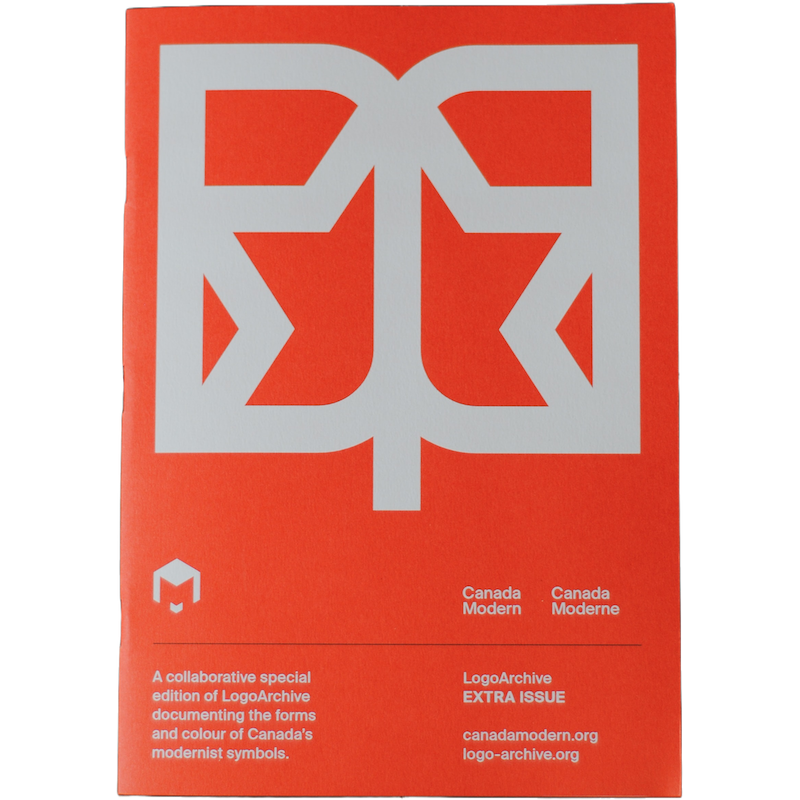 Canada
Modern
Canada
Moderne
A collaborative special
edition of LogoArchive
documenting the forms
and colour of Canada's
modernist symbols.
LogoArchive
EXTRA ISSUE
canadamodern.org
logo-archive.org